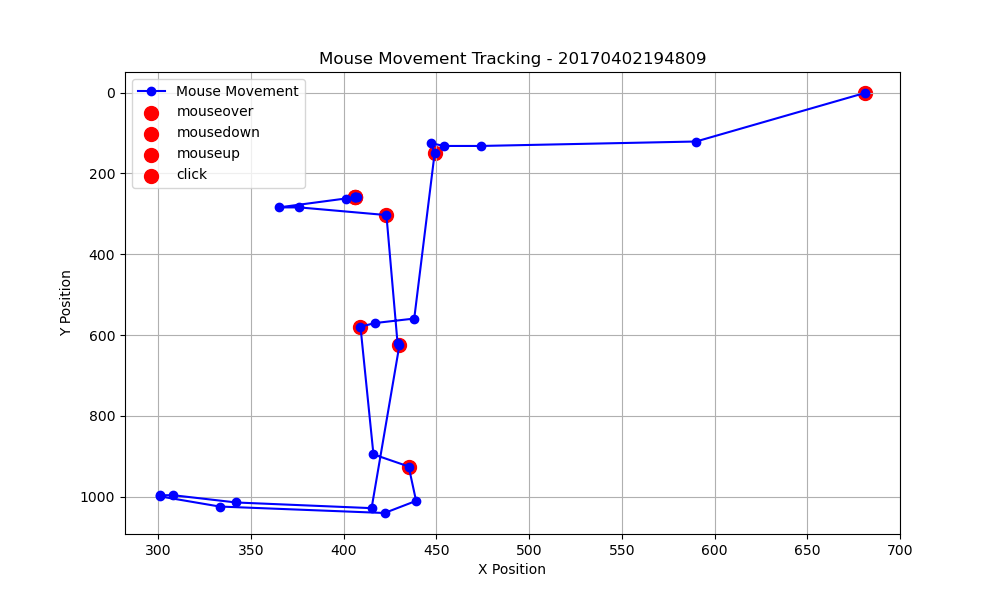 Mouse Movement Tracking - 20170402194809
Mouse Movement
mouseover
mousedown
mouseup
click
0
200
400
600
800
1000
Y Position
300 350 400 450 500 550 600 650 700
X Position